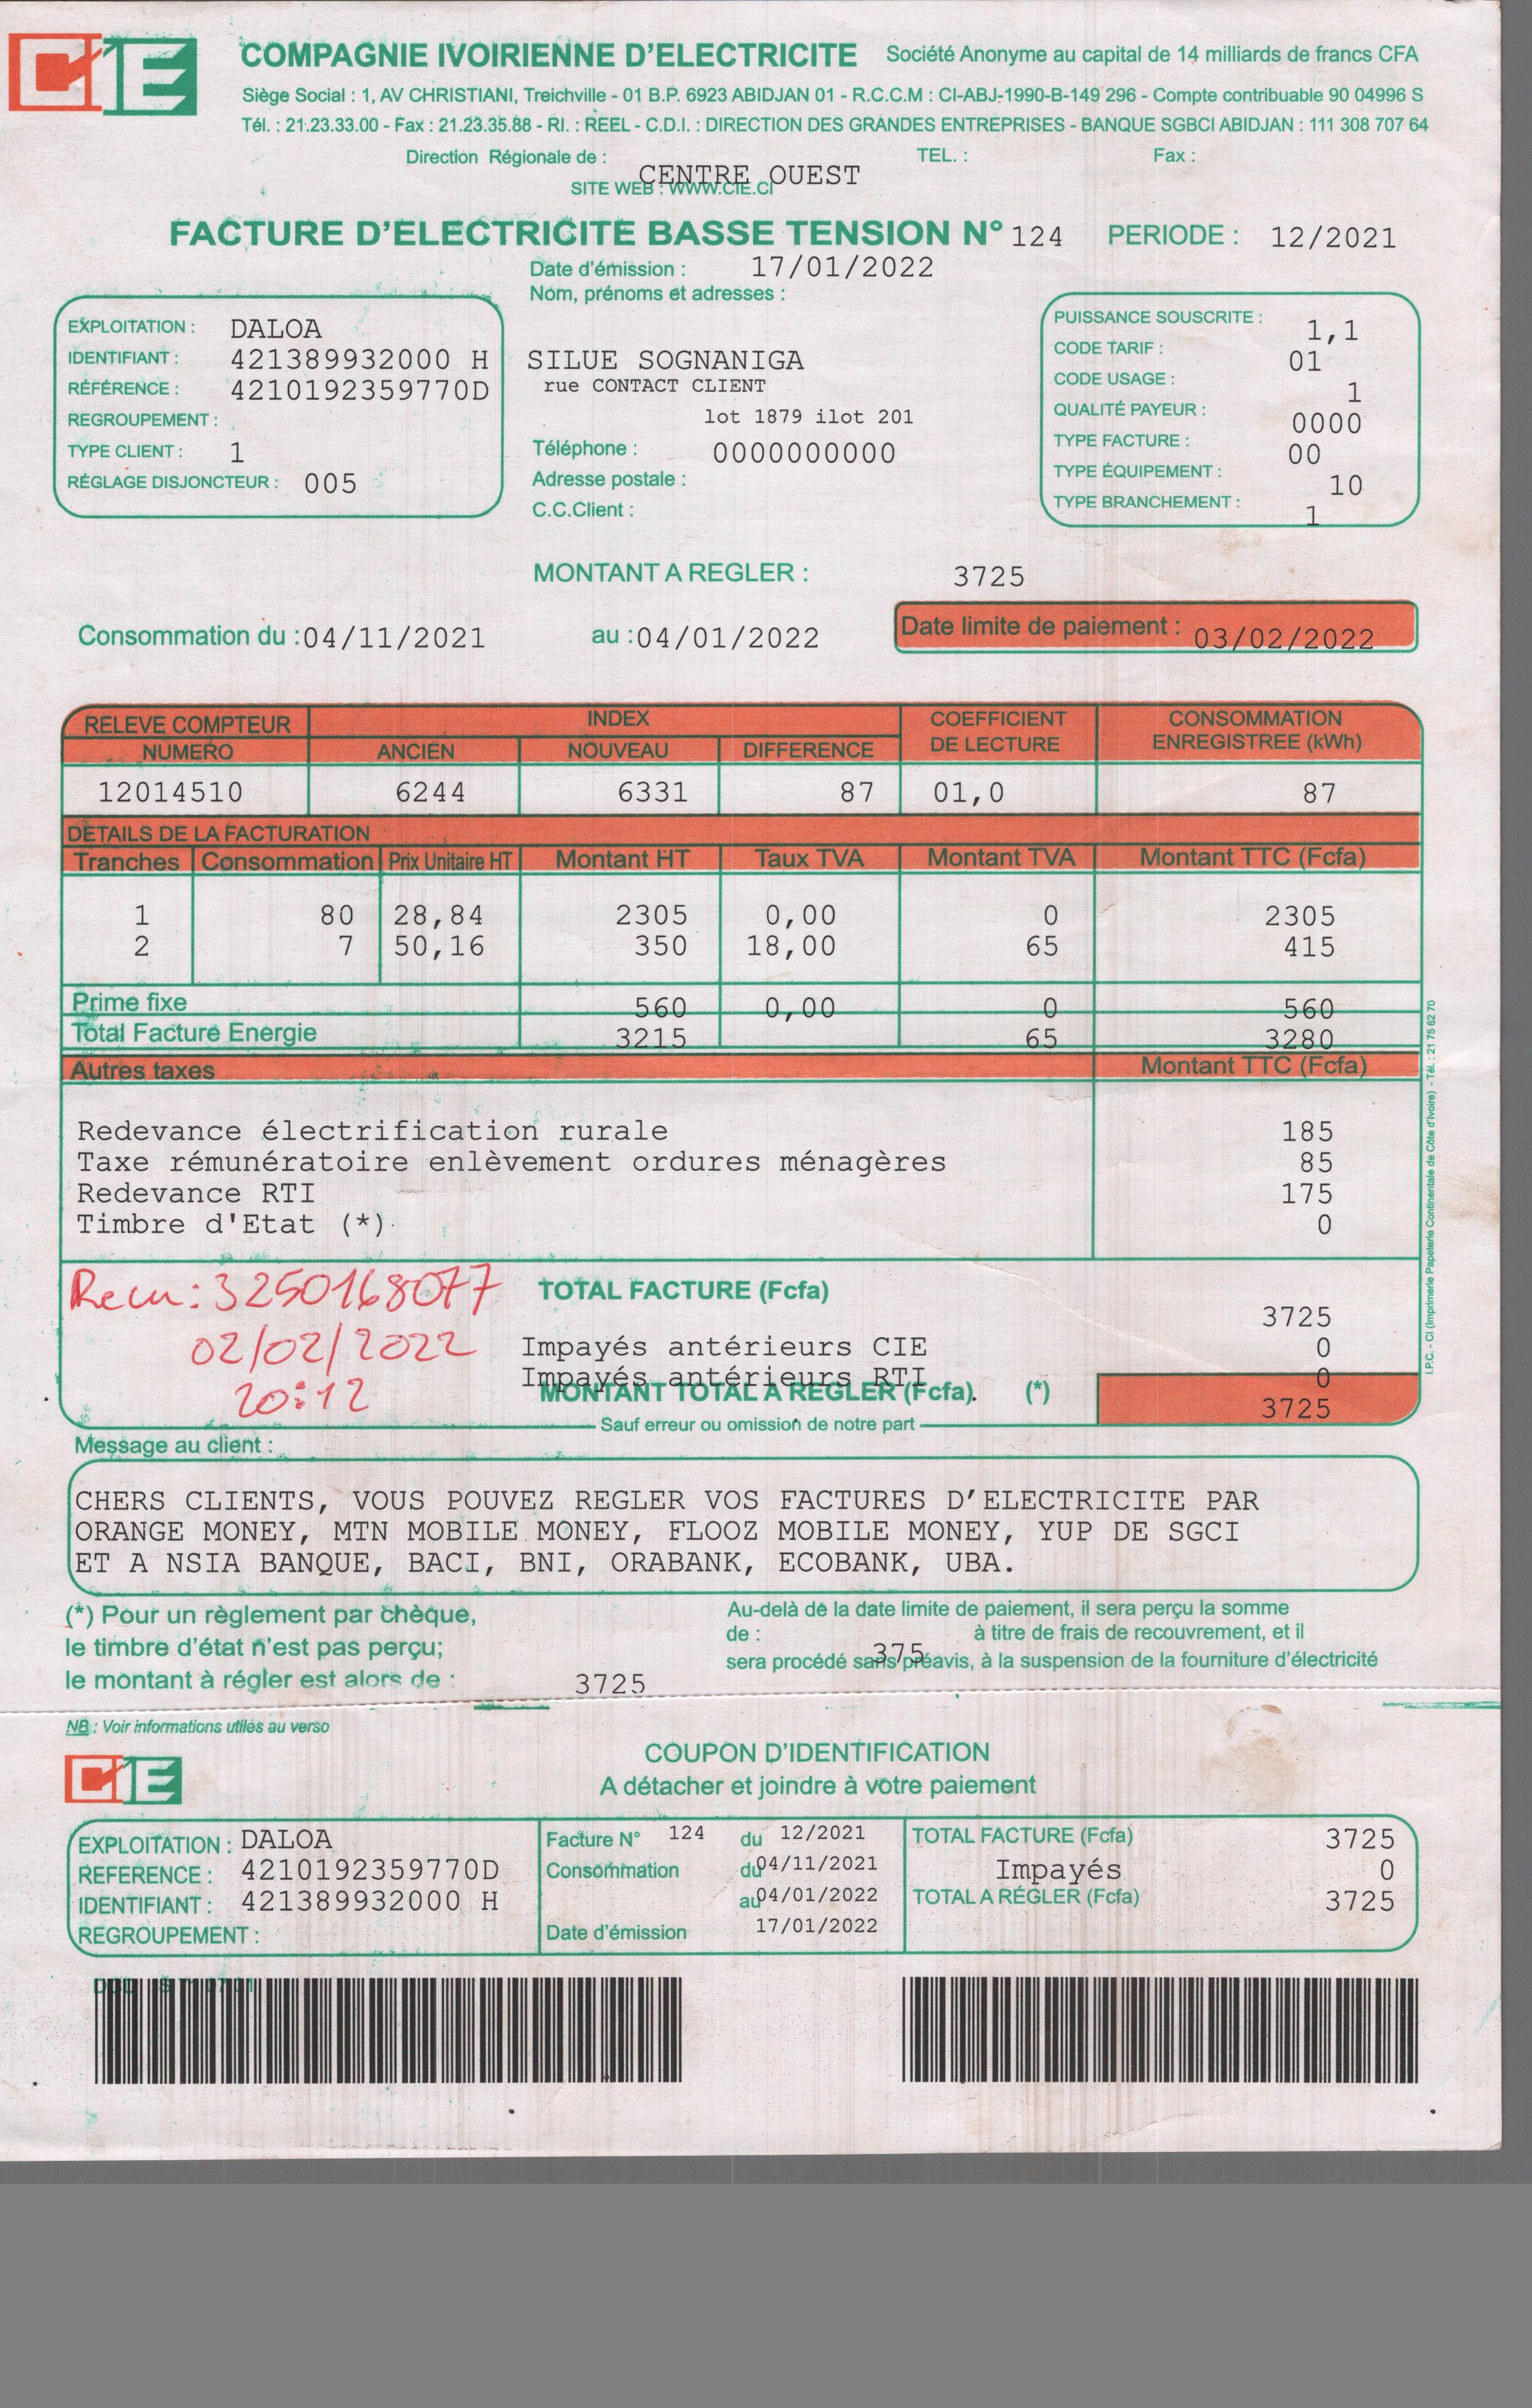 CIE
COMPAGNIE IVOIRIENNE D'ELECTRICITE Société Anonyme au capital de 14 milliards de francs CFA
Siège Social : 1, AV CHRISTIANI, Treichville - 01 B.P. 6923 ABIDJAN 01 - R.C.C.M : CI-ABJ-1990-B-149 296 - Compte contribuable 90 04996 S
Tél. : 21.23.33.00 - Fax : 21.23.35.88 - RI. : REEL - C.D.I. : DIRECTION DES GRANDES ENTREPRISES - BANQUE SGBCI ABIDJAN : 111 308 707 64
Direction Régionale de : CENTRE OUEST TEL. : Fax :
SITE WEB : WWW.CIE.CI
FACTURE D'ELECTRICITE BASSE TENSION N° 124 PERIODE : 12/2021
Date d'émission : 17/01/2022
Nom, prénoms et adresses :
EXPLOITATION : DALOA
IDENTIFIANT : 421389932000 H
RÉFÉRENCE : 4210192359770D
REGROUPEMENT :
TYPE CLIENT : 1
RÉGLAGE DISJONCTEUR : 005
SILUE SOGNANIGA
rue CONTACT CLIENT
lot 1879 ilot 201
Téléphone : 0000000000
Adresse postale :
C.C.Client :
PUISSANCE SOUSCRITE : 1,1
CODE TARIF : 01
CODE USAGE : 1
QUALITÉ PAYEUR : 0000
TYPE FACTURE : 00
TYPE ÉQUIPEMENT : 10
TYPE BRANCHEMENT : 1
MONTANT A REGLER : 3725
Consommation du : 04/11/2021 au : 04/01/2022 Date limite de paiement : 03/02/2022
RELEVE COMPTEUR INDEX COEFFICIENT CONSOMMATION
NUMERO ANCIEN NOUVEAU DIFFERENCE DE LECTURE ENREGISTREE (kWh)
12014510 6244 6331 87 01,0 87
DETAILS DE LA FACTURATION
Tranches Consommation Prix Unitaire HT Montant HT Taux TVA Montant TVA Montant TTC (Fcfa)
1 80 28,84 2305 0,00 0 2305
2 7 50,16 350 18,00 65 415
Prime fixe 560 0,00 0 560
Total Facture Energie 3215 65 3280
Autres taxes Montant TTC (Fcfa)
Redevance électrification rurale 185
Taxe rémunératoire enlèvement ordures ménagères 85
Redevance RTI 175
Timbre d'Etat (*) 0
Recu: 3250168077
02/02/2022
20:12
TOTAL FACTURE (Fcfa) 3725
Impayés antérieurs CIE 0
Impayés antérieurs RTI 0
MONTANT TOTAL A REGLER (Fcfa). (*) 3725
Sauf erreur ou omission de notre part
I.P.C. - CI (Imprimerie Papeterie Continentale de Côte d'Ivoire) - Tél. : 21 75 62 70
Message au client :
CHERS CLIENTS, VOUS POUVEZ REGLER VOS FACTURES D'ELECTRICITE PAR
ORANGE MONEY, MTN MOBILE MONEY, FLOOZ MOBILE MONEY, YUP DE SGCI
ET A NSIA BANQUE, BACI, BNI, ORABANK, ECOBANK, UBA.
(*) Pour un règlement par chèque,
le timbre d'état n'est pas perçu;
le montant à régler est alors de : 3725
Au-delà de la date limite de paiement, il sera perçu la somme
de : 375 à titre de frais de recouvrement, et il
sera procédé sans préavis, à la suspension de la fourniture d'électricité
NB : Voir informations utiles au verso
CIE
COUPON D'IDENTIFICATION
A détacher et joindre à votre paiement
EXPLOITATION : DALOA
REFERENCE : 4210192359770D
IDENTIFIANT : 421389932000 H
REGROUPEMENT :
Facture N° 124 du 12/2021
Consommation du 04/11/2021
au 04/01/2022
Date d'émission 17/01/2022
TOTAL FACTURE (Fcfa) 3725
Impayés 0
TOTAL A RÉGLER (Fcfa) 3725